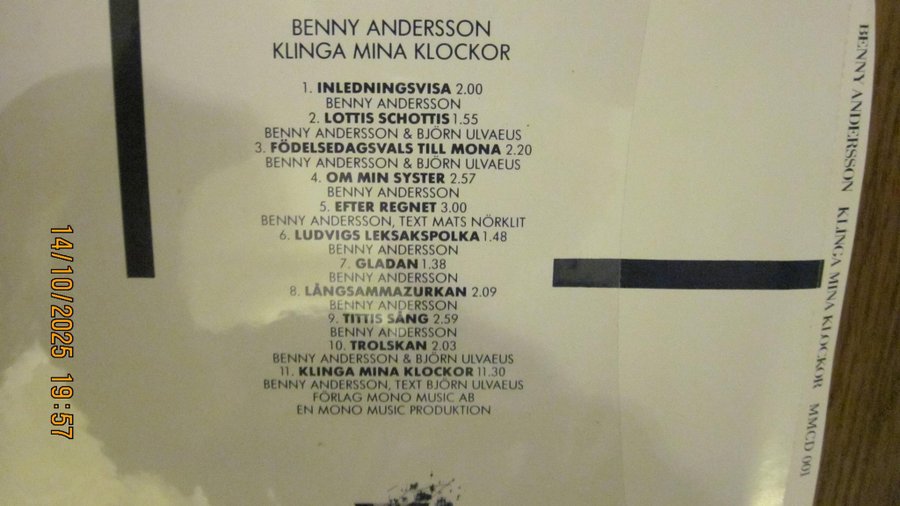 BENNY ANDERSSON
KLINGA MINA KLOCKOR
1. INLEDNINGSVISA 2.00
BENNY ANDERSSON
2. LOTTIS SCHOTTIS 1.55
BENNY ANDERSSON & BJÖRN ULVAEUS
3. FÖDELSEDAGSVALS TILL MONA 2.20
BENNY ANDERSSON & BJÖRN ULVAEUS
4. OM MIN SYSTER 2.57
BENNY ANDERSSON
5. EFTER REGNET 3.00
BENNY ANDERSSON, TEXT MATS NÖRKLIT
6. LUDVIGS LEKSAKSPOLKA 1.48
BENNY ANDERSSON
7. GLADAN 1.38
BENNY ANDERSSON
8. LÅNGSAMMAZURKAN 2.09
BENNY ANDERSSON
9. TITTIS SÅNG 2.59
BENNY ANDERSSON
10. TROLSKAN 2.03
BENNY ANDERSSON & BJÖRN ULVAEUS
11. KLINGA MINA KLOCKOR 11.30
BENNY ANDERSSON, TEXT BJÖRN ULVAEUS
FÖRLAG MONO MUSIC AB
EN MONO MUSIC PRODUKTION
BENNY ANDERSSON KLINGA MINA KLOCKOR MMCD 001
14/10/2025 19:57